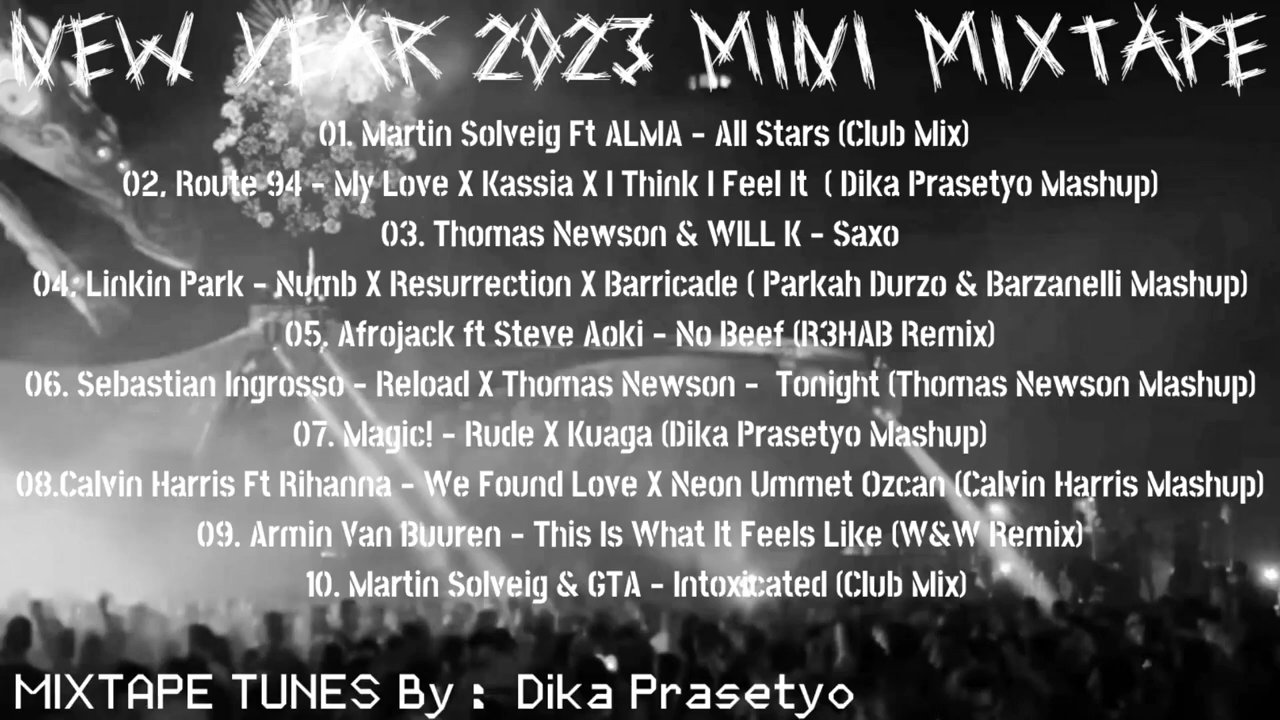 NEW YEAR 2023 MINI MIXTAPE
01. Martin Solveig Ft ALMA - All Stars (Club Mix)
02, Route 94 - My Love X Kassia X I Think I Feel It ( Dika Prasetyo Mashup)
03. Thomas Newson & WILL K - Saxo
04. Linkin Park - Numb X Resurrection X Barricade ( Parkah Durzo & Barzanelli Mashup)
05, Afrojack ft Steve Aoki - No Beef (R3HAB Remix)
06. Sebastian Ingrosso - Reload X Thomas Newson - Tonight (Thomas Newson Mashup)
07. Magic! - Rude X Kuaga (Dika Prasetyo Mashup)
08.Calvin Harris Ft Rihanna - We Found Love X Neon Ummet Ozcan (Calvin Harris Mashup)
09. Armin Van Buuren - This Is What It Feels Like (W&W Remix)
10. Martin Solveig & GTA - Intoxicated (Club Mix)
MIXTAPE TUNES By : Dika Prasetyo